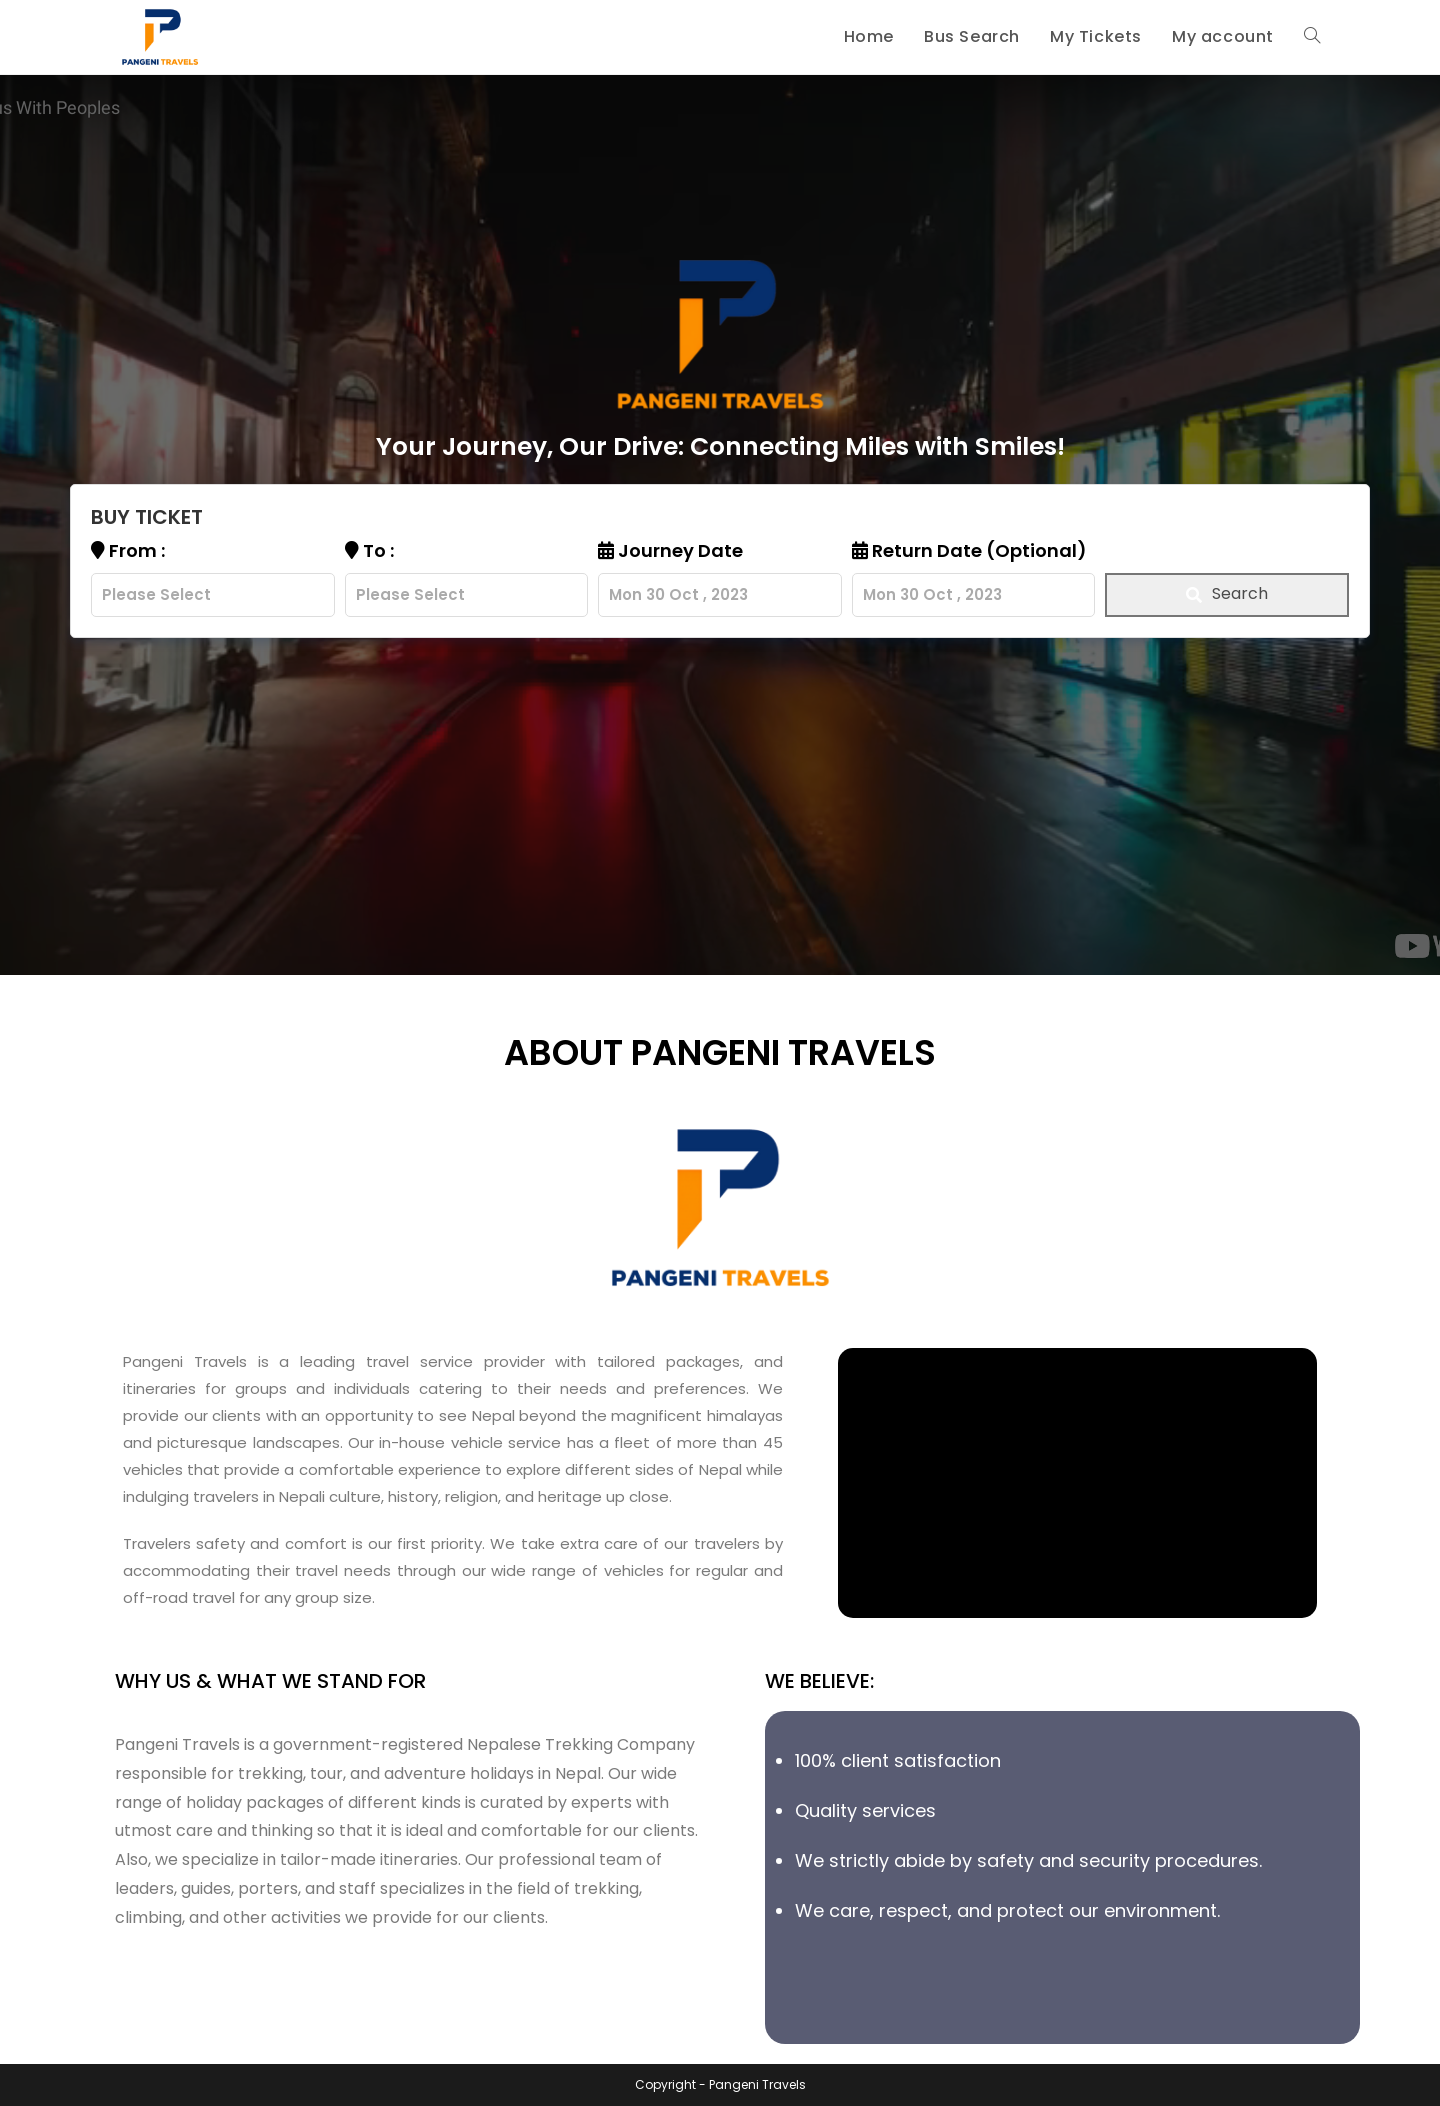 PANGENI TRAVELS
Home Bus Search My Tickets My account
With Peoples
PANGENI TRAVELS
Your Journey, Our Drive: Connecting Miles with Smiles!
BUY TICKET
From : To : Journey Date Return Date (Optional)
Please Select Please Select Mon 30 Oct , 2023 Mon 30 Oct , 2023 Search
ABOUT PANGENI TRAVELS
PANGENI TRAVELS
Pangeni Travels is a leading travel service provider with tailored packages, and
itineraries for groups and individuals catering to their needs and preferences. We
provide our clients with an opportunity to see Nepal beyond the magnificent himalayas
and picturesque landscapes. Our in-house vehicle service has a fleet of more than 45
vehicles that provide a comfortable experience to explore different sides of Nepal while
indulging travelers in Nepali culture, history, religion, and heritage up close.
Travelers safety and comfort is our first priority. We take extra care of our travelers by
accommodating their travel needs through our wide range of vehicles for regular and
off-road travel for any group size.
WHY US & WHAT WE STAND FOR
Pangeni Travels is a government-registered Nepalese Trekking Company
responsible for trekking, tour, and adventure holidays in Nepal. Our wide
range of holiday packages of different kinds is curated by experts with
utmost care and thinking so that it is ideal and comfortable for our clients.
Also, we specialize in tailor-made itineraries. Our professional team of
leaders, guides, porters, and staff specializes in the field of trekking,
climbing, and other activities we provide for our clients.
WE BELIEVE:
• 100% client satisfaction
• Quality services
• We strictly abide by safety and security procedures.
• We care, respect, and protect our environment.
Copyright - Pangeni Travels